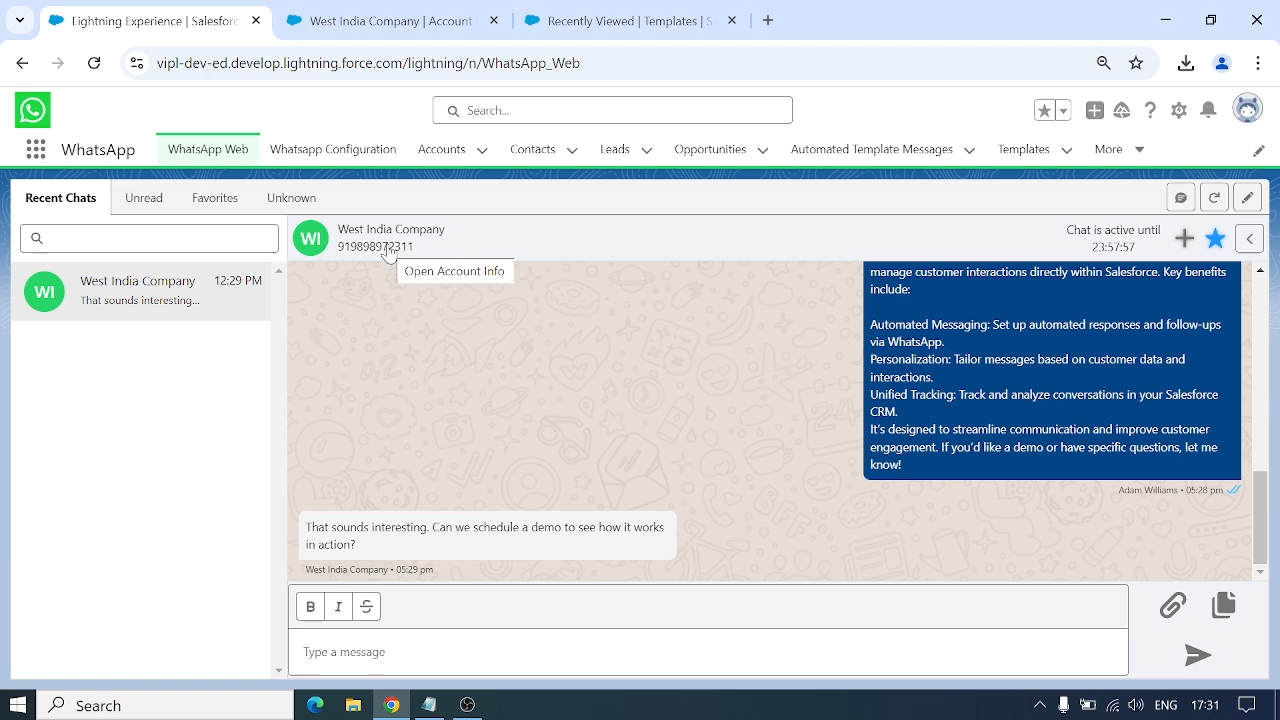 Lightning Experience | Salesforc
West India Company | Account
Recently Viewed | Templates | S
vipl-dev-ed.develop.lightning.force.com/lightning/n/WhatsApp_Web
Search...
WhatsApp
WhatsApp Web
Whatsapp Configuration
Accounts
Contacts
Leads
Opportunities
Automated Template Messages
Templates
More
Recent Chats
Unread
Favorites
Unknown
WI
West India Company
919898972311
Open Account Info
Chat is active until
23:57:57
WI
West India Company
12:29 PM
That sounds interesting...
manage customer interactions directly within Salesforce. Key benefits
include:
Automated Messaging: Set up automated responses and follow-ups
via WhatsApp.
Personalization: Tailor messages based on customer data and
interactions.
Unified Tracking: Track and analyze conversations in your Salesforce
CRM.
It's designed to streamline communication and improve customer
engagement. If you'd like a demo or have specific questions, let me
know!
Adam Williams • 05:28 pm
That sounds interesting. Can we schedule a demo to see how it works
in action?
West India Company • 05:29 pm
B
I
S
Type a message
Search
ENG
17:31